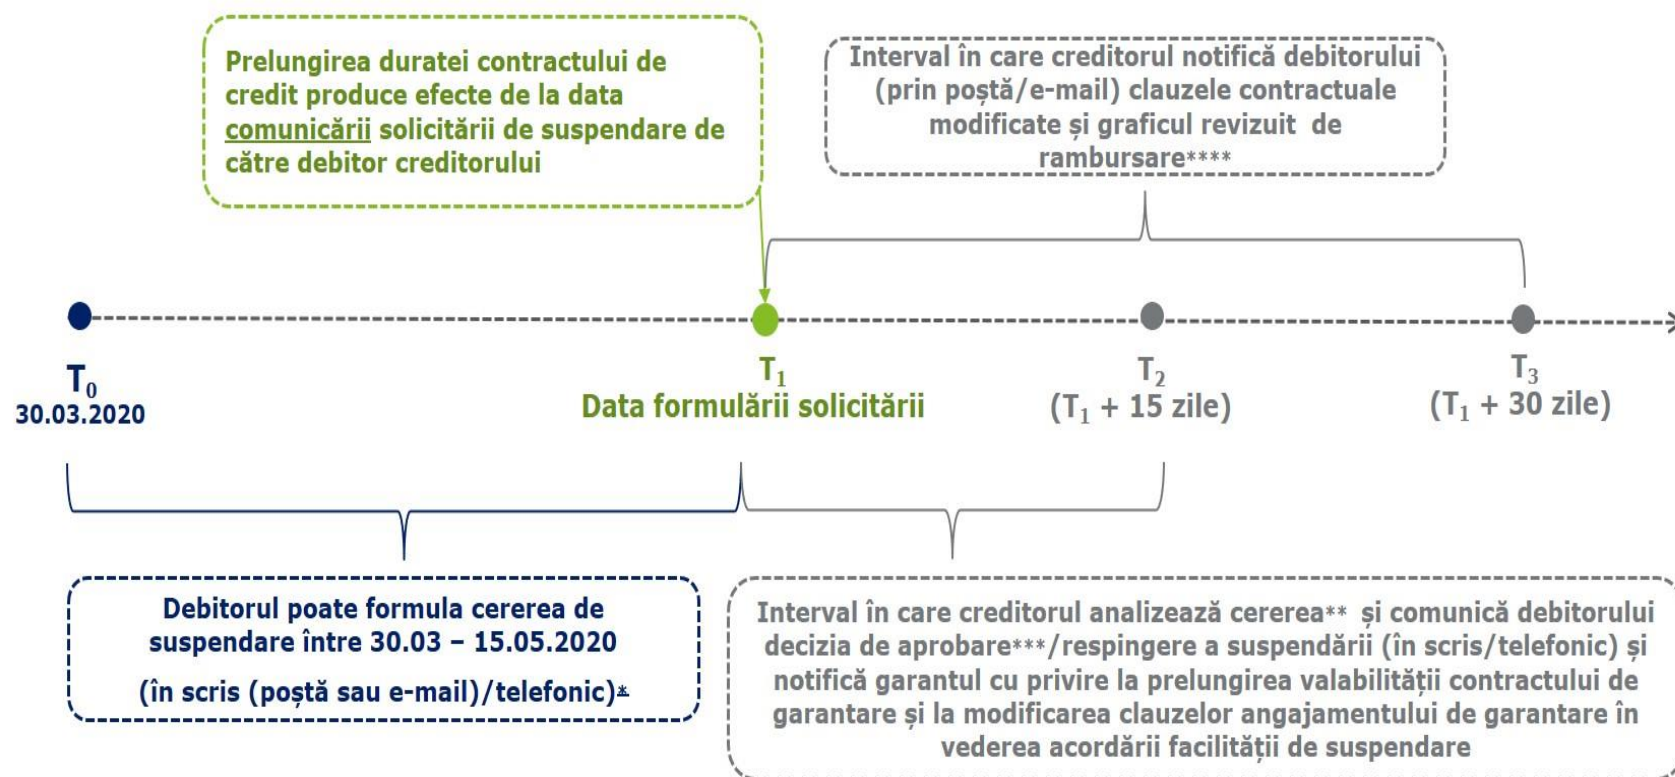 Prelungirea duratei contractului de
credit produce efecte de la data
comunicării solicitării de suspendare de
către debitor creditorului
Interval în care creditorul notifică debitorului
(prin poștă/e-mail) clauzele contractuale
modificate și graficul revizuit de
rambursare****
T₀
30.03.2020
T₁
Data formulării solicitării
T₂
(T₁ + 15 zile)
T₃
(T₁ + 30 zile)
Debitorul poate formula cererea de
suspendare între 30.03 – 15.05.2020
(în scris (poștă sau e-mail)/telefonic)*
Interval în care creditorul analizează cererea** și comunică debitorului
decizia de aprobare***/respingere a suspendării (în scris/telefonic) și
notifică garantul cu privire la prelungirea valabilității contractului de
garantare și la modificarea clauzelor angajamentului de garantare în
vederea acordării facilității de suspendare